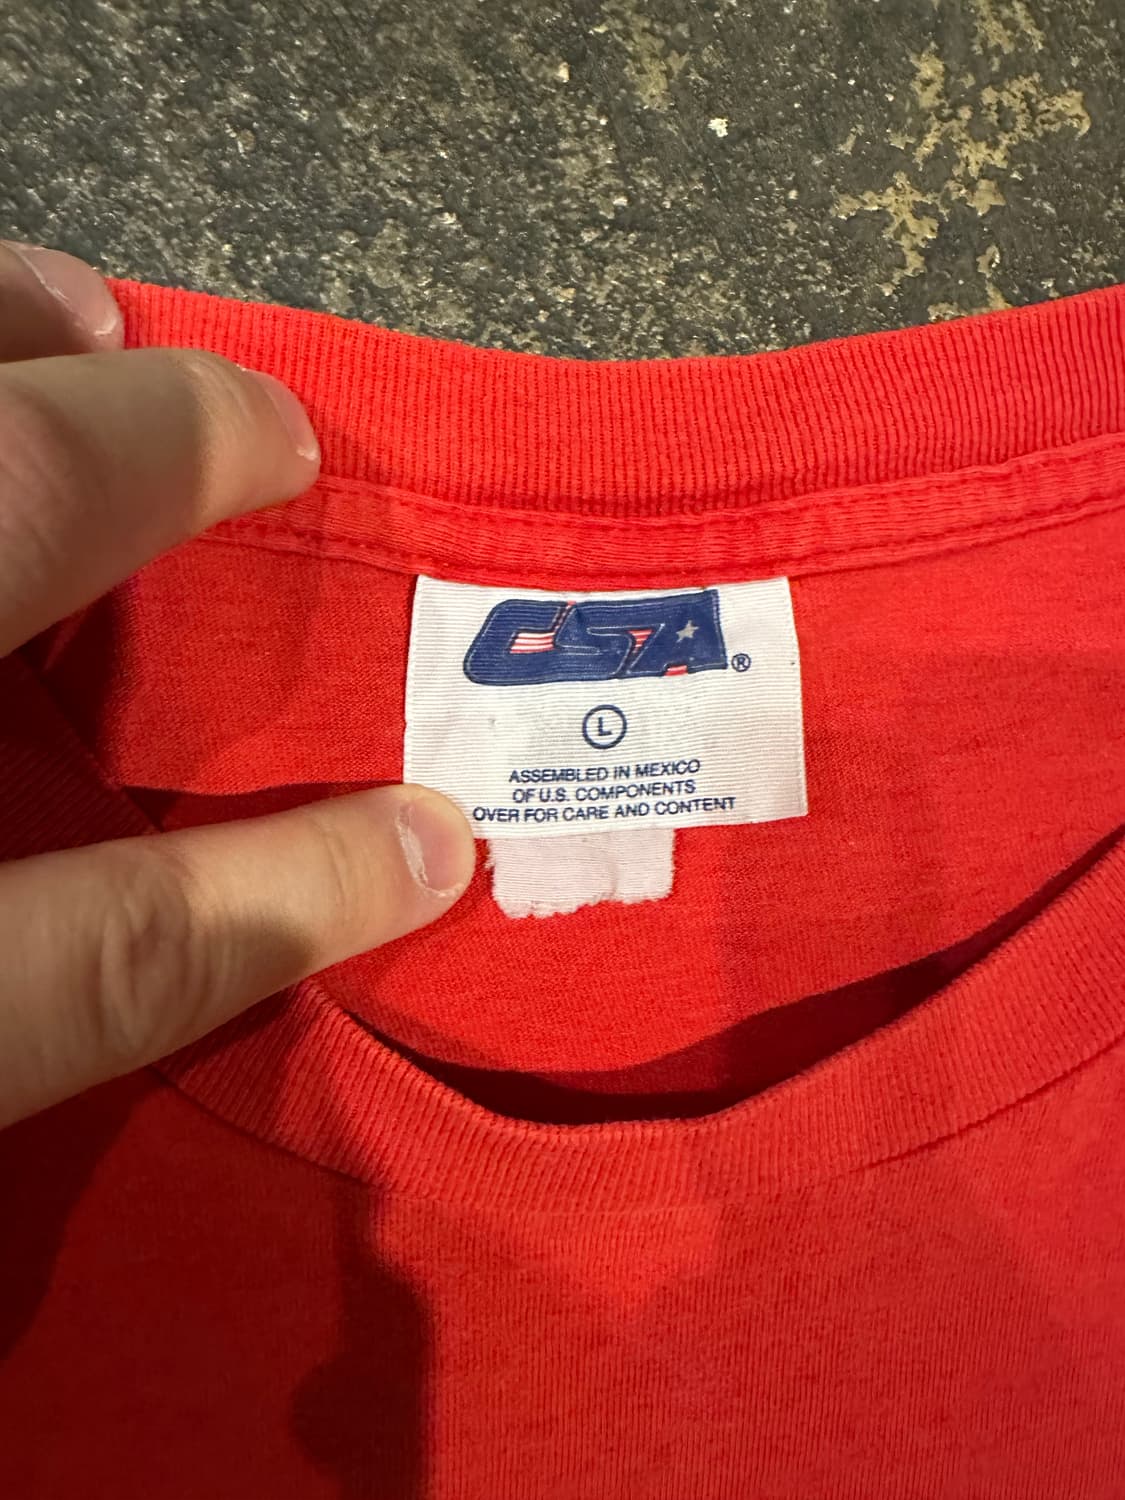 CSA®
L
ASSEMBLED IN MEXICO
OF U.S. COMPONENTS
OVER FOR CARE AND CONTENT